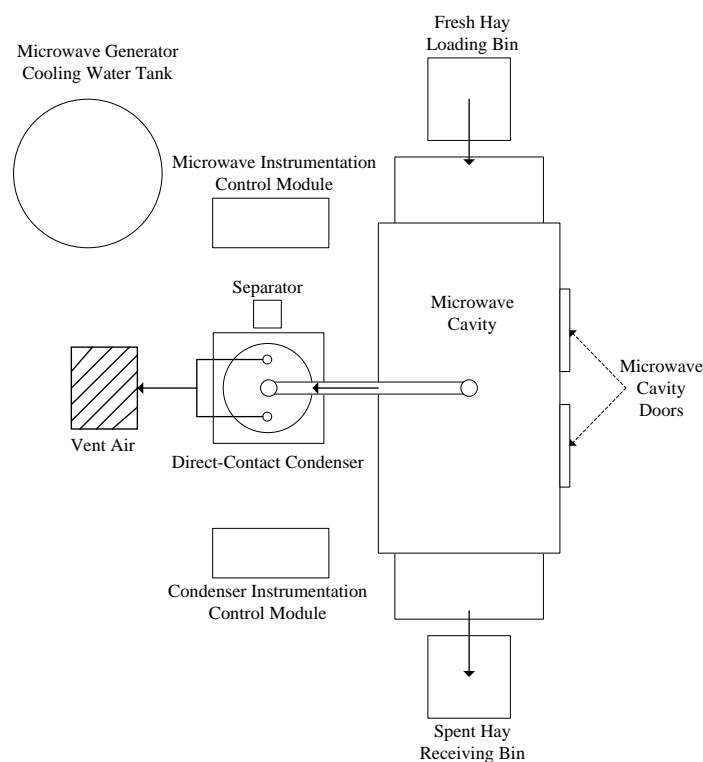 Fresh Hay
Loading Bin
Microwave Generator
Cooling Water Tank
Microwave Instrumentation
Control Module
Separator
Microwave
Cavity
Microwave
Cavity
Doors
Vent Air
Direct-Contact Condenser
Condenser Instrumentation
Control Module
Spent Hay
Receiving Bin